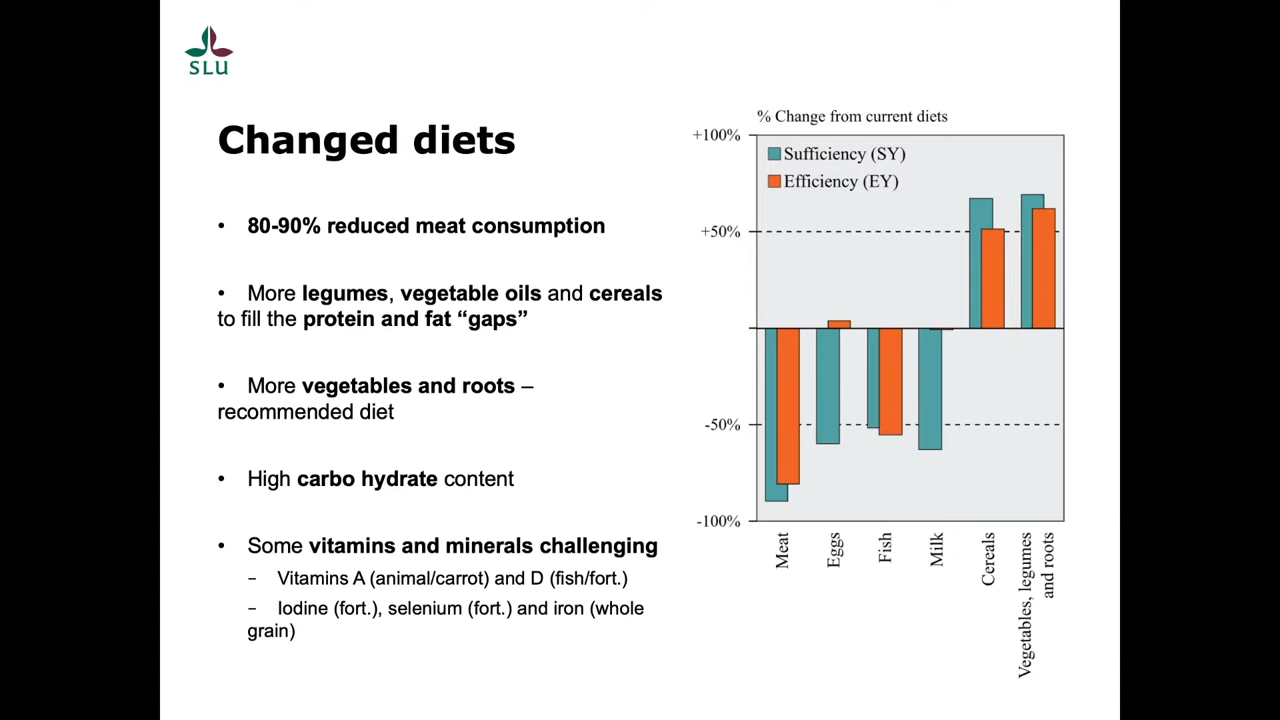 SLU
Changed diets
• 80-90% reduced meat consumption
• More legumes, vegetable oils and cereals
to fill the protein and fat “gaps”
• More vegetables and roots –
recommended diet
• High carbo hydrate content
• Some vitamins and minerals challenging
– Vitamins A (animal/carrot) and D (fish/fort.)
– Iodine (fort.), selenium (fort.) and iron (whole
grain)
% Change from current diets
+100%
Sufficiency (SY)
Efficiency (EY)
+50%
-50%
-100%
Meat
Eggs
Fish
Milk
Cereals
Vegetables, legumes
and roots